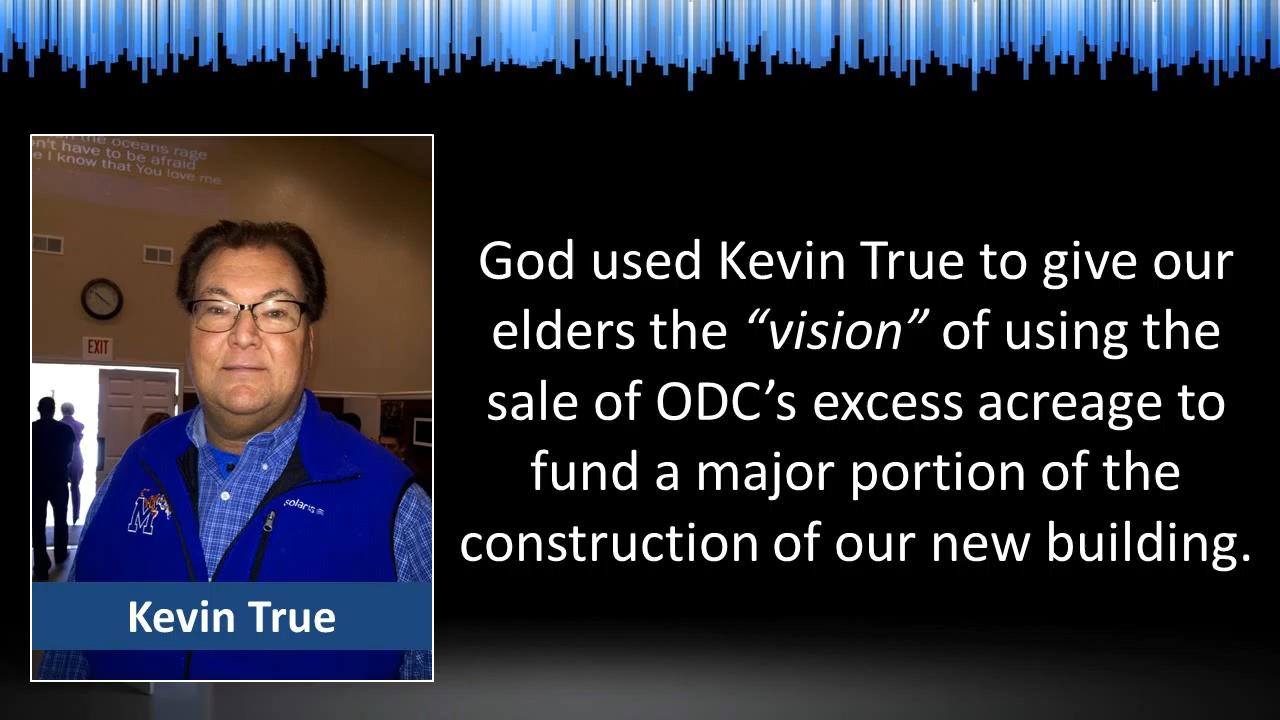 the oceans rage
n't have to be afraid
e I know that You love me
EXIT
M
solaris
Kevin True
God used Kevin True to give our
elders the “vision” of using the
sale of ODC’s excess acreage to
fund a major portion of the
construction of our new building.